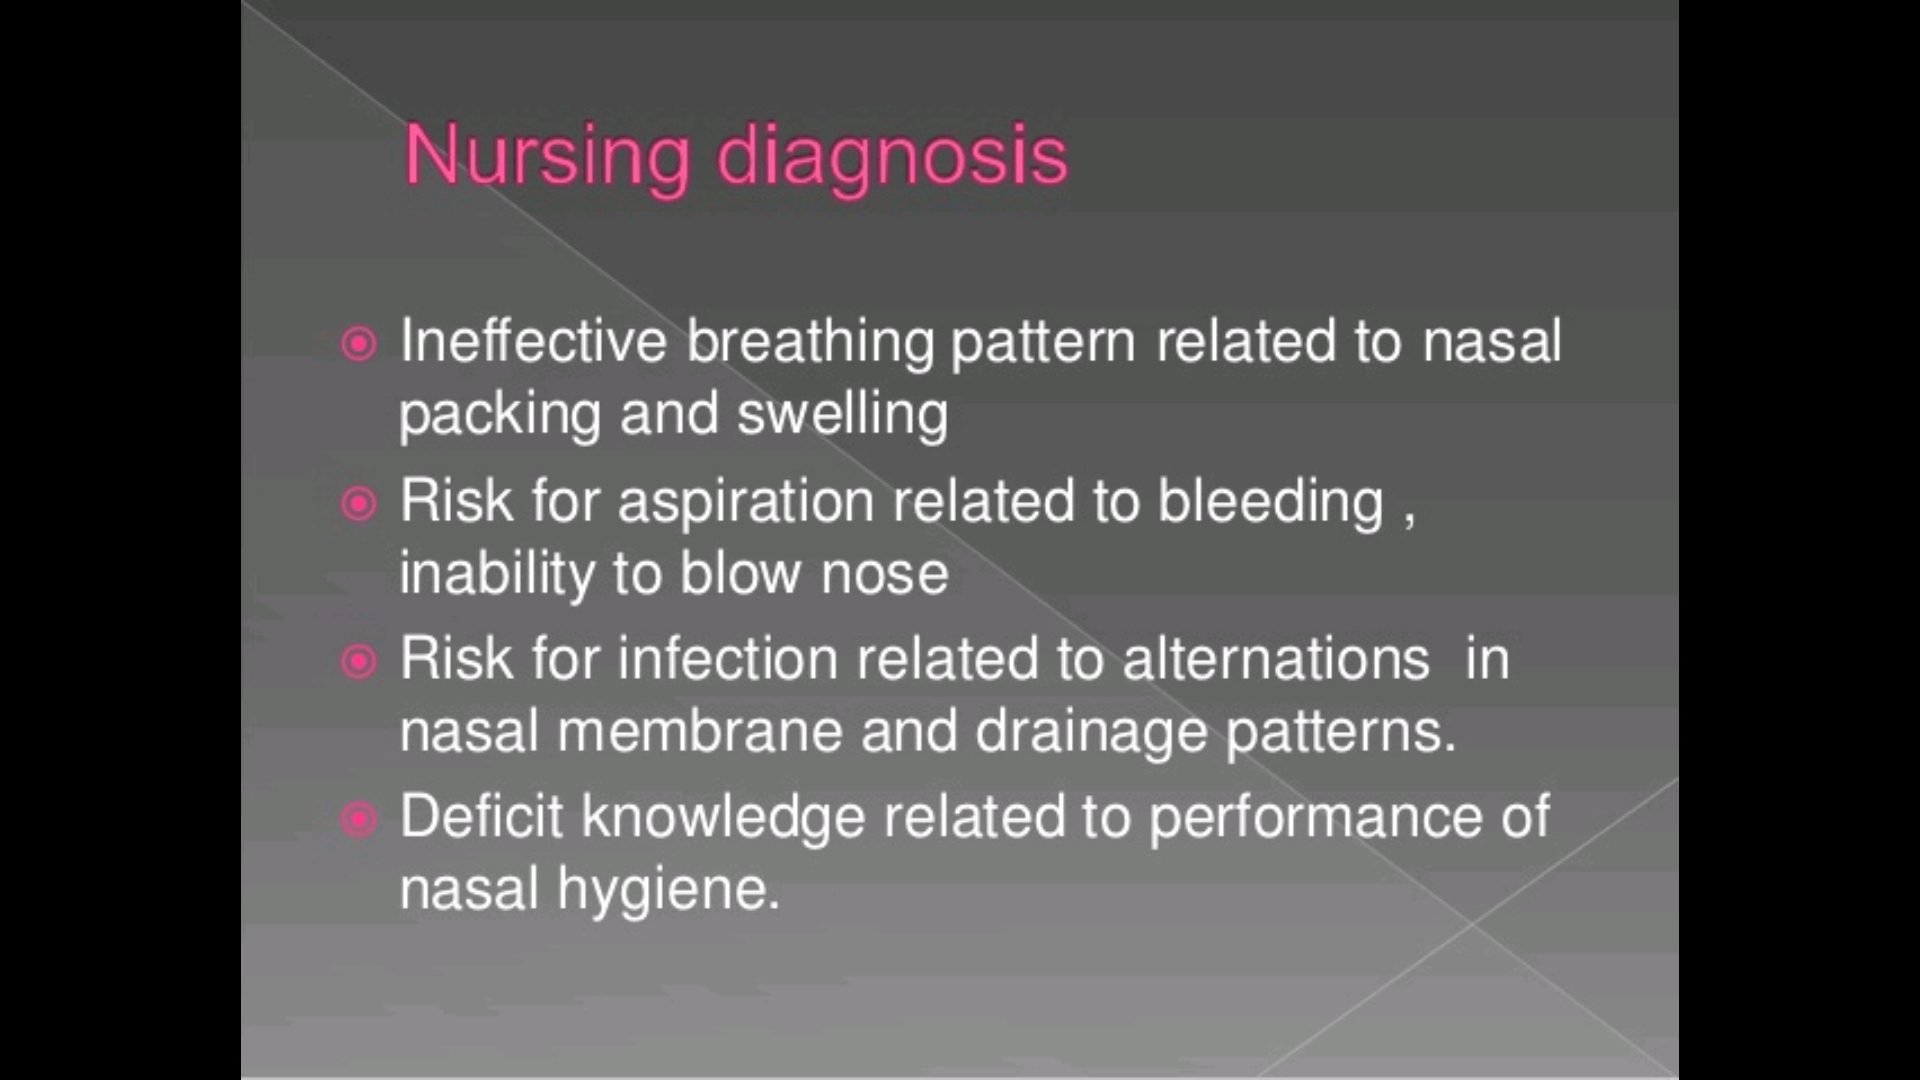 Nursing diagnosis
Ineffective breathing pattern related to nasal
packing and swelling
Risk for aspiration related to bleeding ,
inability to blow nose
Risk for infection related to alternations  in
nasal membrane and drainage patterns.
Deficit knowledge related to performance of
nasal hygiene.